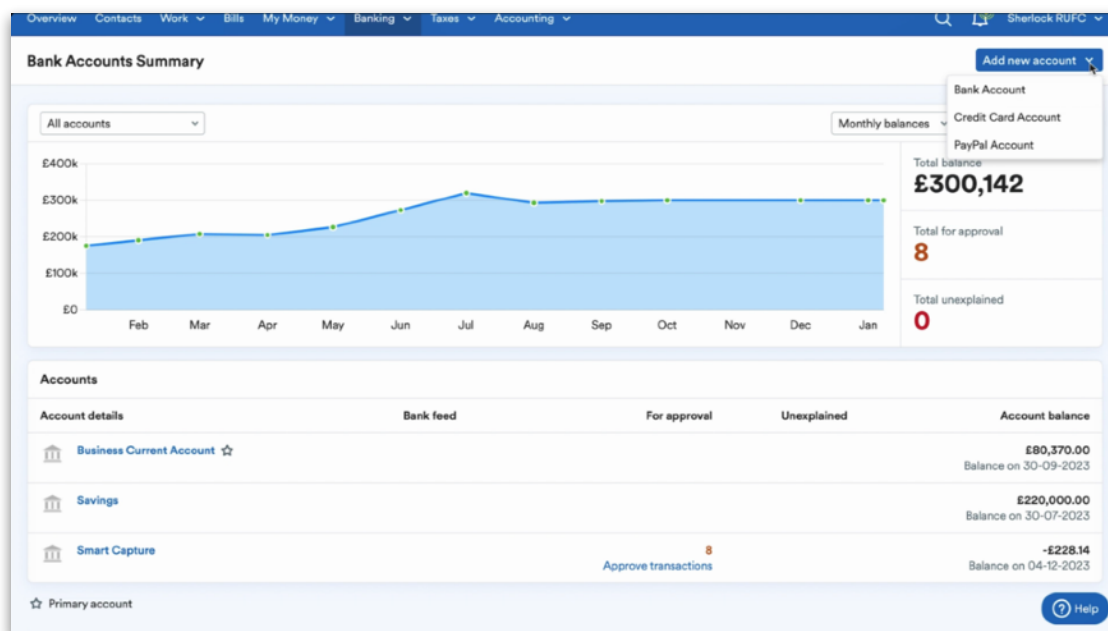 Overview Contacts Work Bills My Money Banking Taxes Accounting Sherlock RUFC
Bank Accounts Summary
Add new account
Bank Account
Credit Card Account
PayPal Account
All accounts
Monthly balances
£400k
£300k
£200k
£100k
£0
Feb Mar Apr May Jun Jul Aug Sep Oct Nov Dec Jan
Total balance
£300,142
Total for approval
8
Total unexplained
0
Accounts
Account details Bank feed For approval Unexplained Account balance
Business Current Account £80,370.00
Balance on 30-09-2023
Savings £220,000.00
Balance on 30-07-2023
Smart Capture 8 -£228.14
Approve transactions Balance on 04-12-2023
Primary account
Help